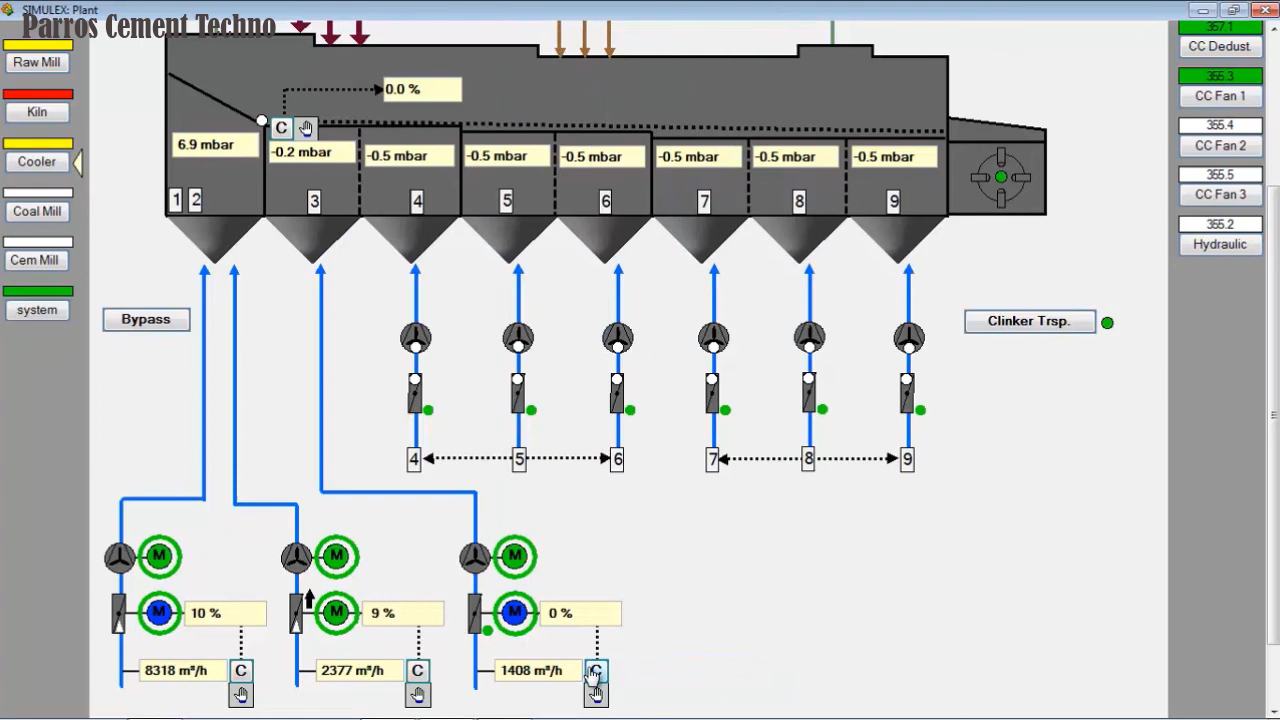 SIMULEX: Plant
Parros Cement Techno
Raw Mill
Kiln
Cooler
Coal Mill
Cem Mill
system
357.1
CC Dedust
355.3
CC Fan 1
355.4
CC Fan 2
355.5
CC Fan 3
355.2
Hydraulic
0.0 %
C
6.9 mbar
-0.2 mbar
-0.5 mbar
-0.5 mbar
-0.5 mbar
-0.5 mbar
-0.5 mbar
-0.5 mbar
1 2 3 4 5 6 7 8 9
Bypass
Clinker Trsp.
4 5 6 7 8 9
M M M
M 10 % M 9 % M 0 %
8318 m³/h C 2377 m³/h C 1408 m³/h C